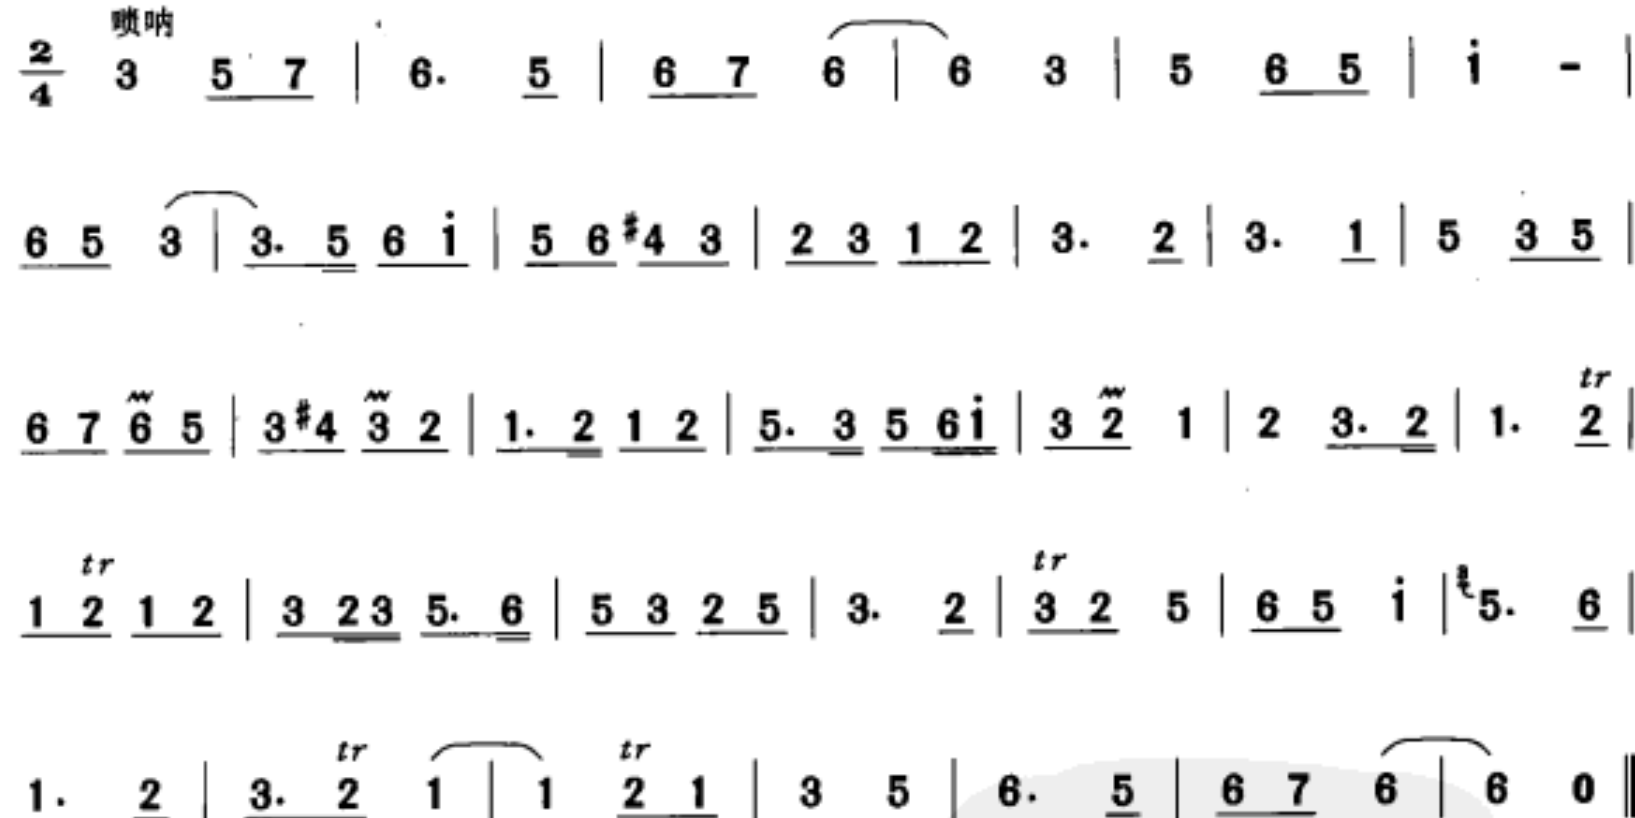 唢呐
2/4 3 5 7 | 6. 5 | 6 7 6 | 6 3 | 5 6 5 | i - |
6 5 3 | 3. 5 6 i | 5 6 #4 3 | 2 3 1 2 | 3. 2 | 3. 1 | 5 3 5 |
tr
6 7 6 5 | 3 #4 3 2 | 1. 2 1 2 | 5. 3 5 6 i | 3 2 1 | 2 3. 2 | 1. 2 |
tr tr
1 2 1 2 | 3 2 3 5. 6 | 5 3 2 5 | 3. 2 | 3 2 5 | 6 5 i | 5. 6 |
tr tr
1. 2 | 3. 2 1 | 1 2 1 | 3 5 | 6. 5 | 6 7 6 | 6 0 ‖